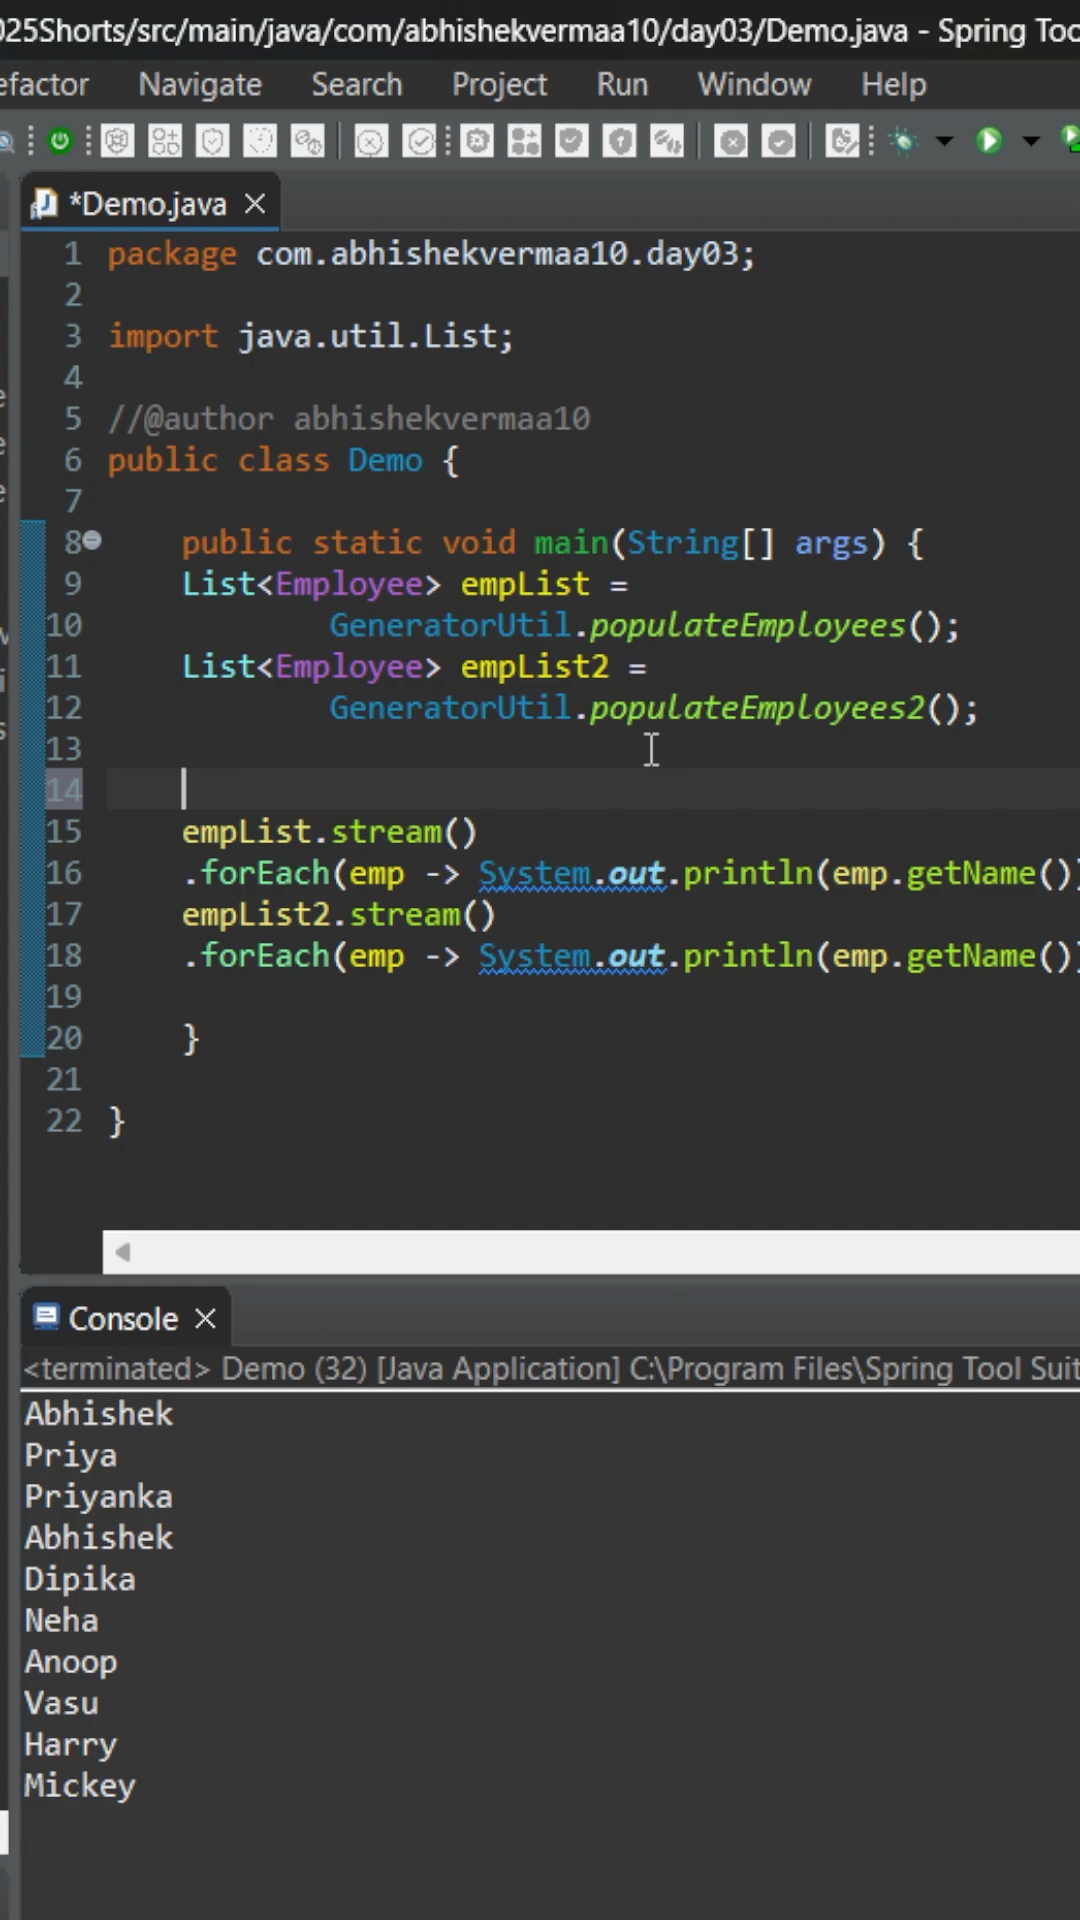 025Shorts/src/main/java/com/abhishekvermaa10/day03/Demo.java - Spring Too
efactor Navigate Search Project Run Window Help
*Demo.java
1 package com.abhishekvermaa10.day03;
2
3 import java.util.List;
4
5 //@author abhishekvermaa10
6 public class Demo {
7
8 public static void main(String[] args) {
9 List<Employee> empList =
10 GeneratorUtil.populateEmployees();
11 List<Employee> empList2 =
12 GeneratorUtil.populateEmployees2();
13
14
15 empList.stream()
16 .forEach(emp -> System.out.println(emp.getName())
17 empList2.stream()
18 .forEach(emp -> System.out.println(emp.getName())
19
20 }
21
22 }
Console
<terminated> Demo (32) [Java Application] C:\Program Files\Spring Tool Suit
Abhishek
Priya
Priyanka
Abhishek
Dipika
Neha
Anoop
Vasu
Harry
Mickey